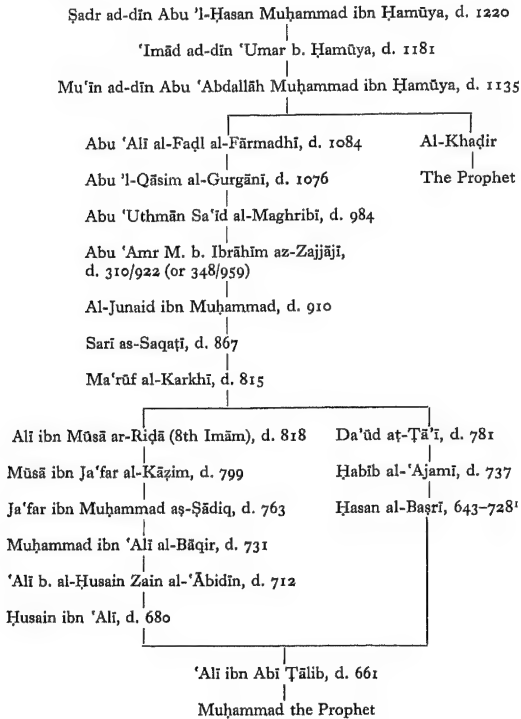 Ṣadr ad-dīn Abu ’l-Ḥasan Muḥammad ibn Ḥamūya, d. 1220
‘Imād ad-dīn ‘Umar b. Ḥamūya, d. 1181
Mu‘īn ad-dīn Abu ‘Abdallāh Muḥammad ibn Ḥamūya, d. 1135
Abu ‘Alī al-Faḍl al-Fārmadhī, d. 1084
Al-Khaḍir
Abu ’l-Qāsim al-Gurgānī, d. 1076
The Prophet
Abu ‘Uthmān Sa‘īd al-Maghribī, d. 984
Abu ‘Amr M. b. Ibrāhīm az-Zajjājī,
d. 310/922 (or 348/959)
Al-Junaid ibn Muḥammad, d. 910
Sarī as-Saqaṭī, d. 867
Ma‘rūf al-Karkhī, d. 815
Alī ibn Mūsā ar-Riḍā (8th Imām), d. 818
Da’ūd aṭ-Ṭā’ī, d. 781
Mūsā ibn Ja‘far al-Kāẓim, d. 799
Ḥabīb al-‘Ajamī, d. 737
Ja‘far ibn Muḥammad aṣ-Ṣādiq, d. 763
Ḥasan al-Baṣrī, 643–728¹
Muḥammad ibn ‘Alī al-Bāqir, d. 731
‘Alī b. al-Ḥusain Zain al-‘Ābidīn, d. 712
Ḥusain ibn ‘Alī, d. 680
‘Alī ibn Abī Ṭālib, d. 661
Muḥammad the Prophet